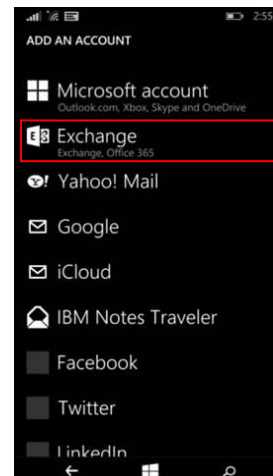 2:55
ADD AN ACCOUNT
Microsoft account
Outlook.com, Xbox, Skype and OneDrive
E
Exchange
Exchange, Office 365
Yahoo! Mail
Google
iCloud
IBM Notes Traveler
Facebook
Twitter
LinkedIn